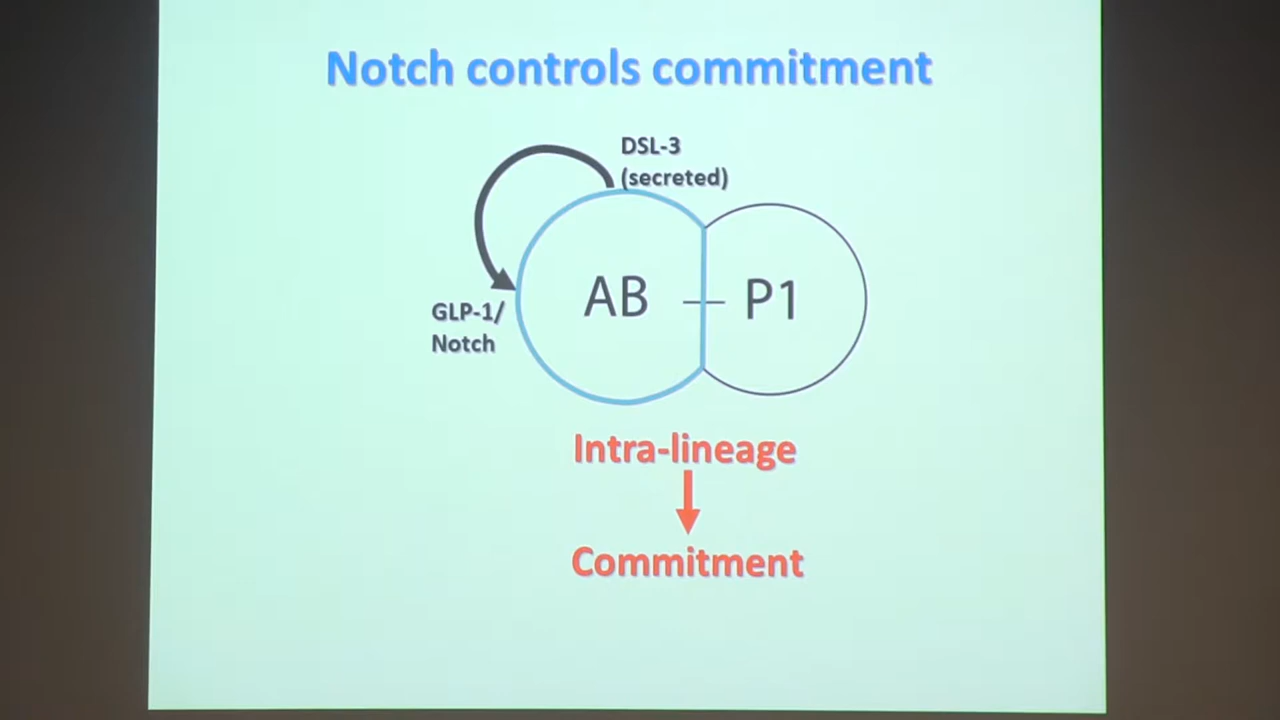 Notch controls commitment
DSL-3
(secreted)
AB
P1
GLP-1/
Notch
Intra-lineage
Commitment